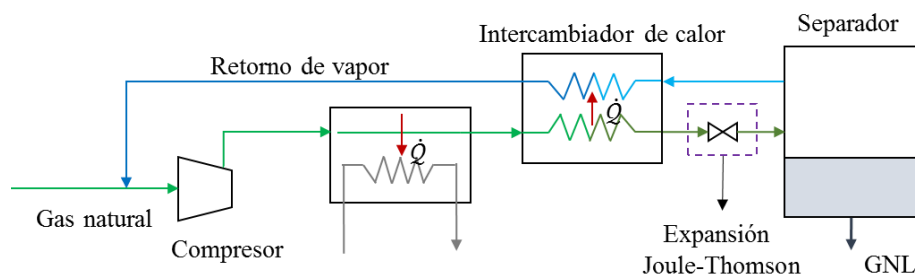 Separador
Intercambiador de calor
Retorno de vapor
Q̇
Q̇
Gas natural
Compresor
Expansión
Joule-Thomson
GNL